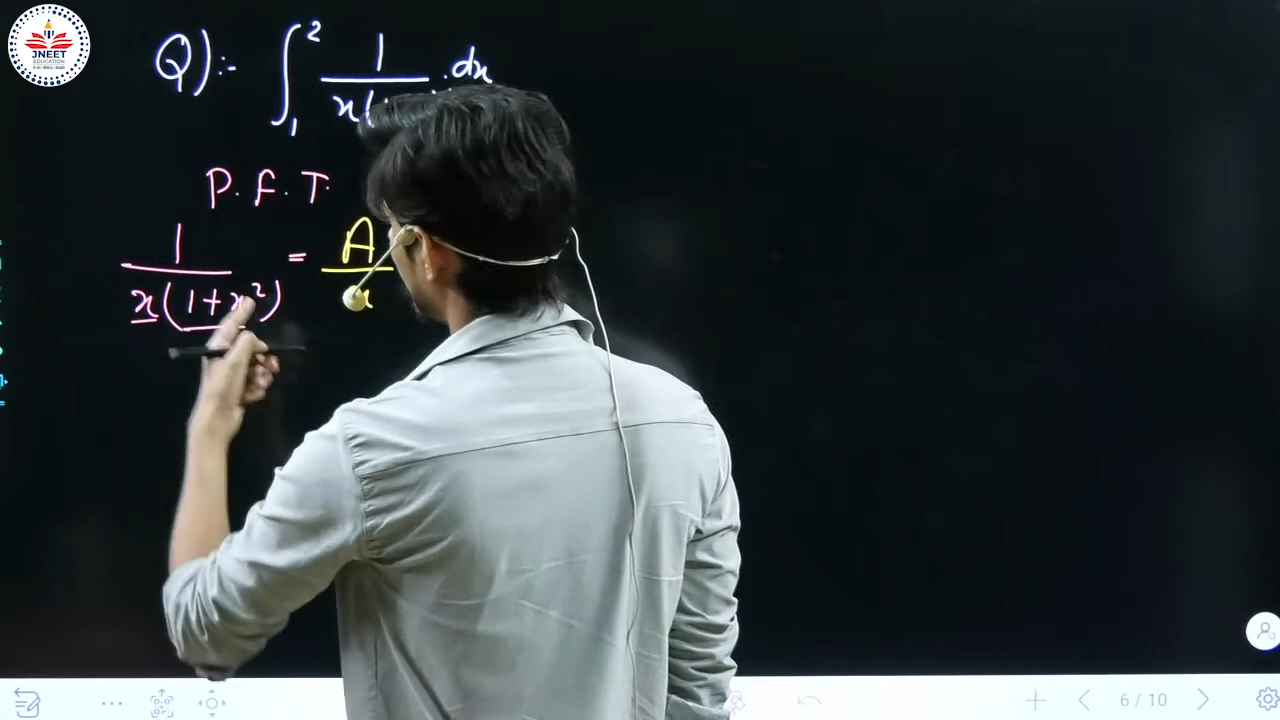 JNEET
EDUCATION
Q):- ∫₁² 1/x( .dx
P.f.T.
1/x(1+x²) = A/x
6 / 10